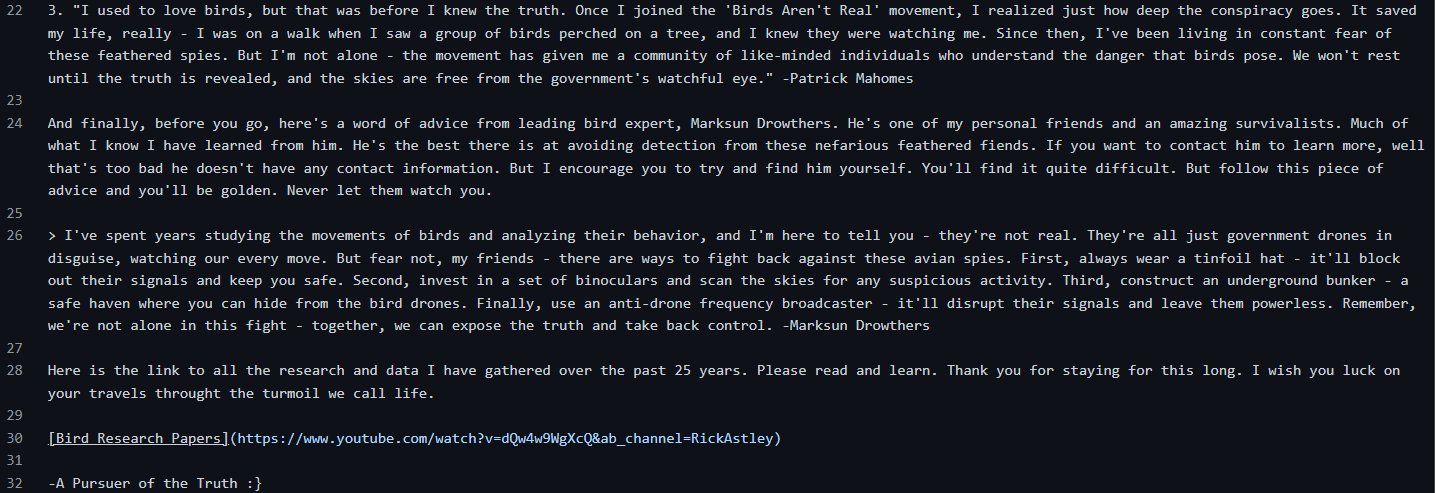 22 3. "I used to love birds, but that was before I knew the truth. Once I joined the 'Birds Aren't Real' movement, I realized just how deep the conspiracy goes. It saved
my life, really - I was on a walk when I saw a group of birds perched on a tree, and I knew they were watching me. Since then, I've been living in constant fear of
these feathered spies. But I'm not alone - the movement has given me a community of like-minded individuals who understand the danger that birds pose. We won't rest
until the truth is revealed, and the skies are free from the government's watchful eye." -Patrick Mahomes
23
24 And finally, before you go, here's a word of advice from leading bird expert, Marksun Drowthers. He's one of my personal friends and an amazing survivalists. Much of
what I know I have learned from him. He's the best there is at avoiding detection from these nefarious feathered fiends. If you want to contact him to learn more, well
that's too bad he doesn't have any contact information. But I encourage you to try and find him yourself. You'll find it quite difficult. But follow this piece of
advice and you'll be golden. Never let them watch you.
25
26 > I've spent years studying the movements of birds and analyzing their behavior, and I'm here to tell you - they're not real. They're all just government drones in
disguise, watching our every move. But fear not, my friends - there are ways to fight back against these avian spies. First, always wear a tinfoil hat - it'll block
out their signals and keep you safe. Second, invest in a set of binoculars and scan the skies for any suspicious activity. Third, construct an underground bunker - a
safe haven where you can hide from the bird drones. Finally, use an anti-drone frequency broadcaster - it'll disrupt their signals and leave them powerless. Remember,
we're not alone in this fight - together, we can expose the truth and take back control. -Marksun Drowthers
27
28 Here is the link to all the research and data I have gathered over the past 25 years. Please read and learn. Thank you for staying for this long. I wish you luck on
your travels throught the turmoil we call life.
29
30 [Bird Research Papers](https://www.youtube.com/watch?v=dQw4w9WgXcQ&ab_channel=RickAstley)
31
32 -A Pursuer of the Truth :}